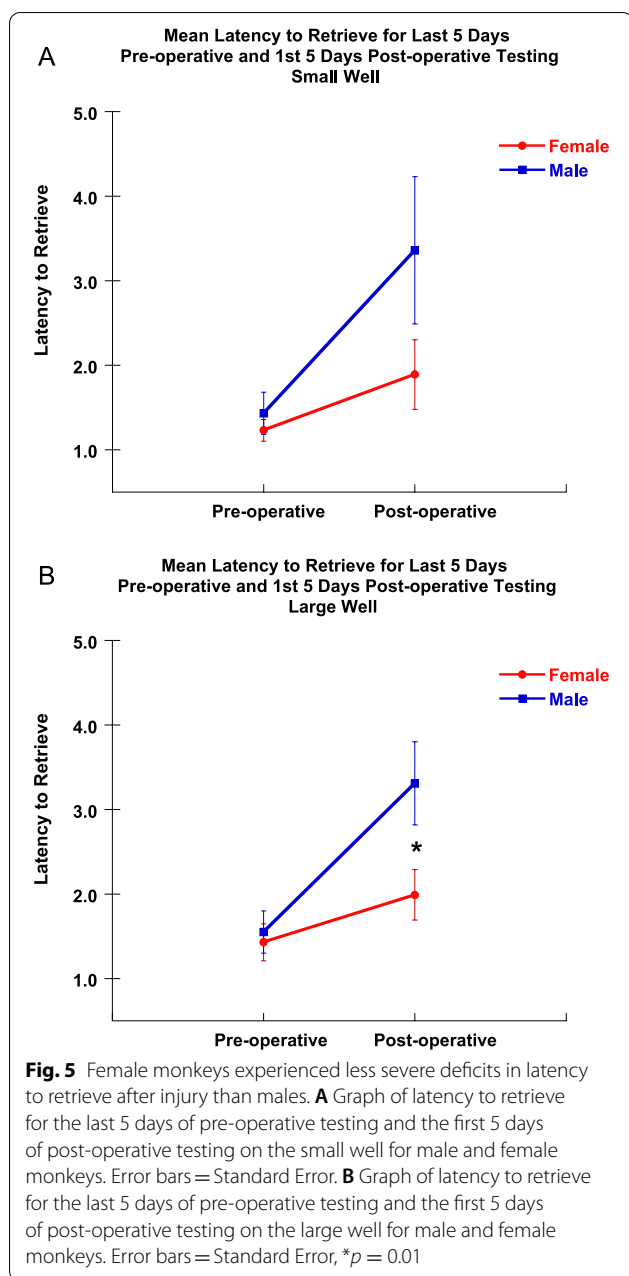 A
Mean Latency to Retrieve for Last 5 Days
Pre-operative and 1st 5 Days Post-operative Testing
Small Well
5.0
4.0
3.0
2.0
1.0
Latency to Retrieve
Female
Male
Pre-operative Post-operative
B
Mean Latency to Retrieve for Last 5 Days
Pre-operative and 1st 5 Days Post-operative Testing
Large Well
5.0
4.0
3.0
2.0
1.0
Latency to Retrieve
Female
Male
*
Pre-operative Post-operative
Fig. 5 Female monkeys experienced less severe deficits in latency
to retrieve after injury than males. A Graph of latency to retrieve
for the last 5 days of pre-operative testing and the first 5 days
of post-operative testing on the small well for male and female
monkeys. Error bars = Standard Error. B Graph of latency to retrieve
for the last 5 days of pre-operative testing and the first 5 days
of post-operative testing on the large well for male and female
monkeys. Error bars = Standard Error, *p = 0.01